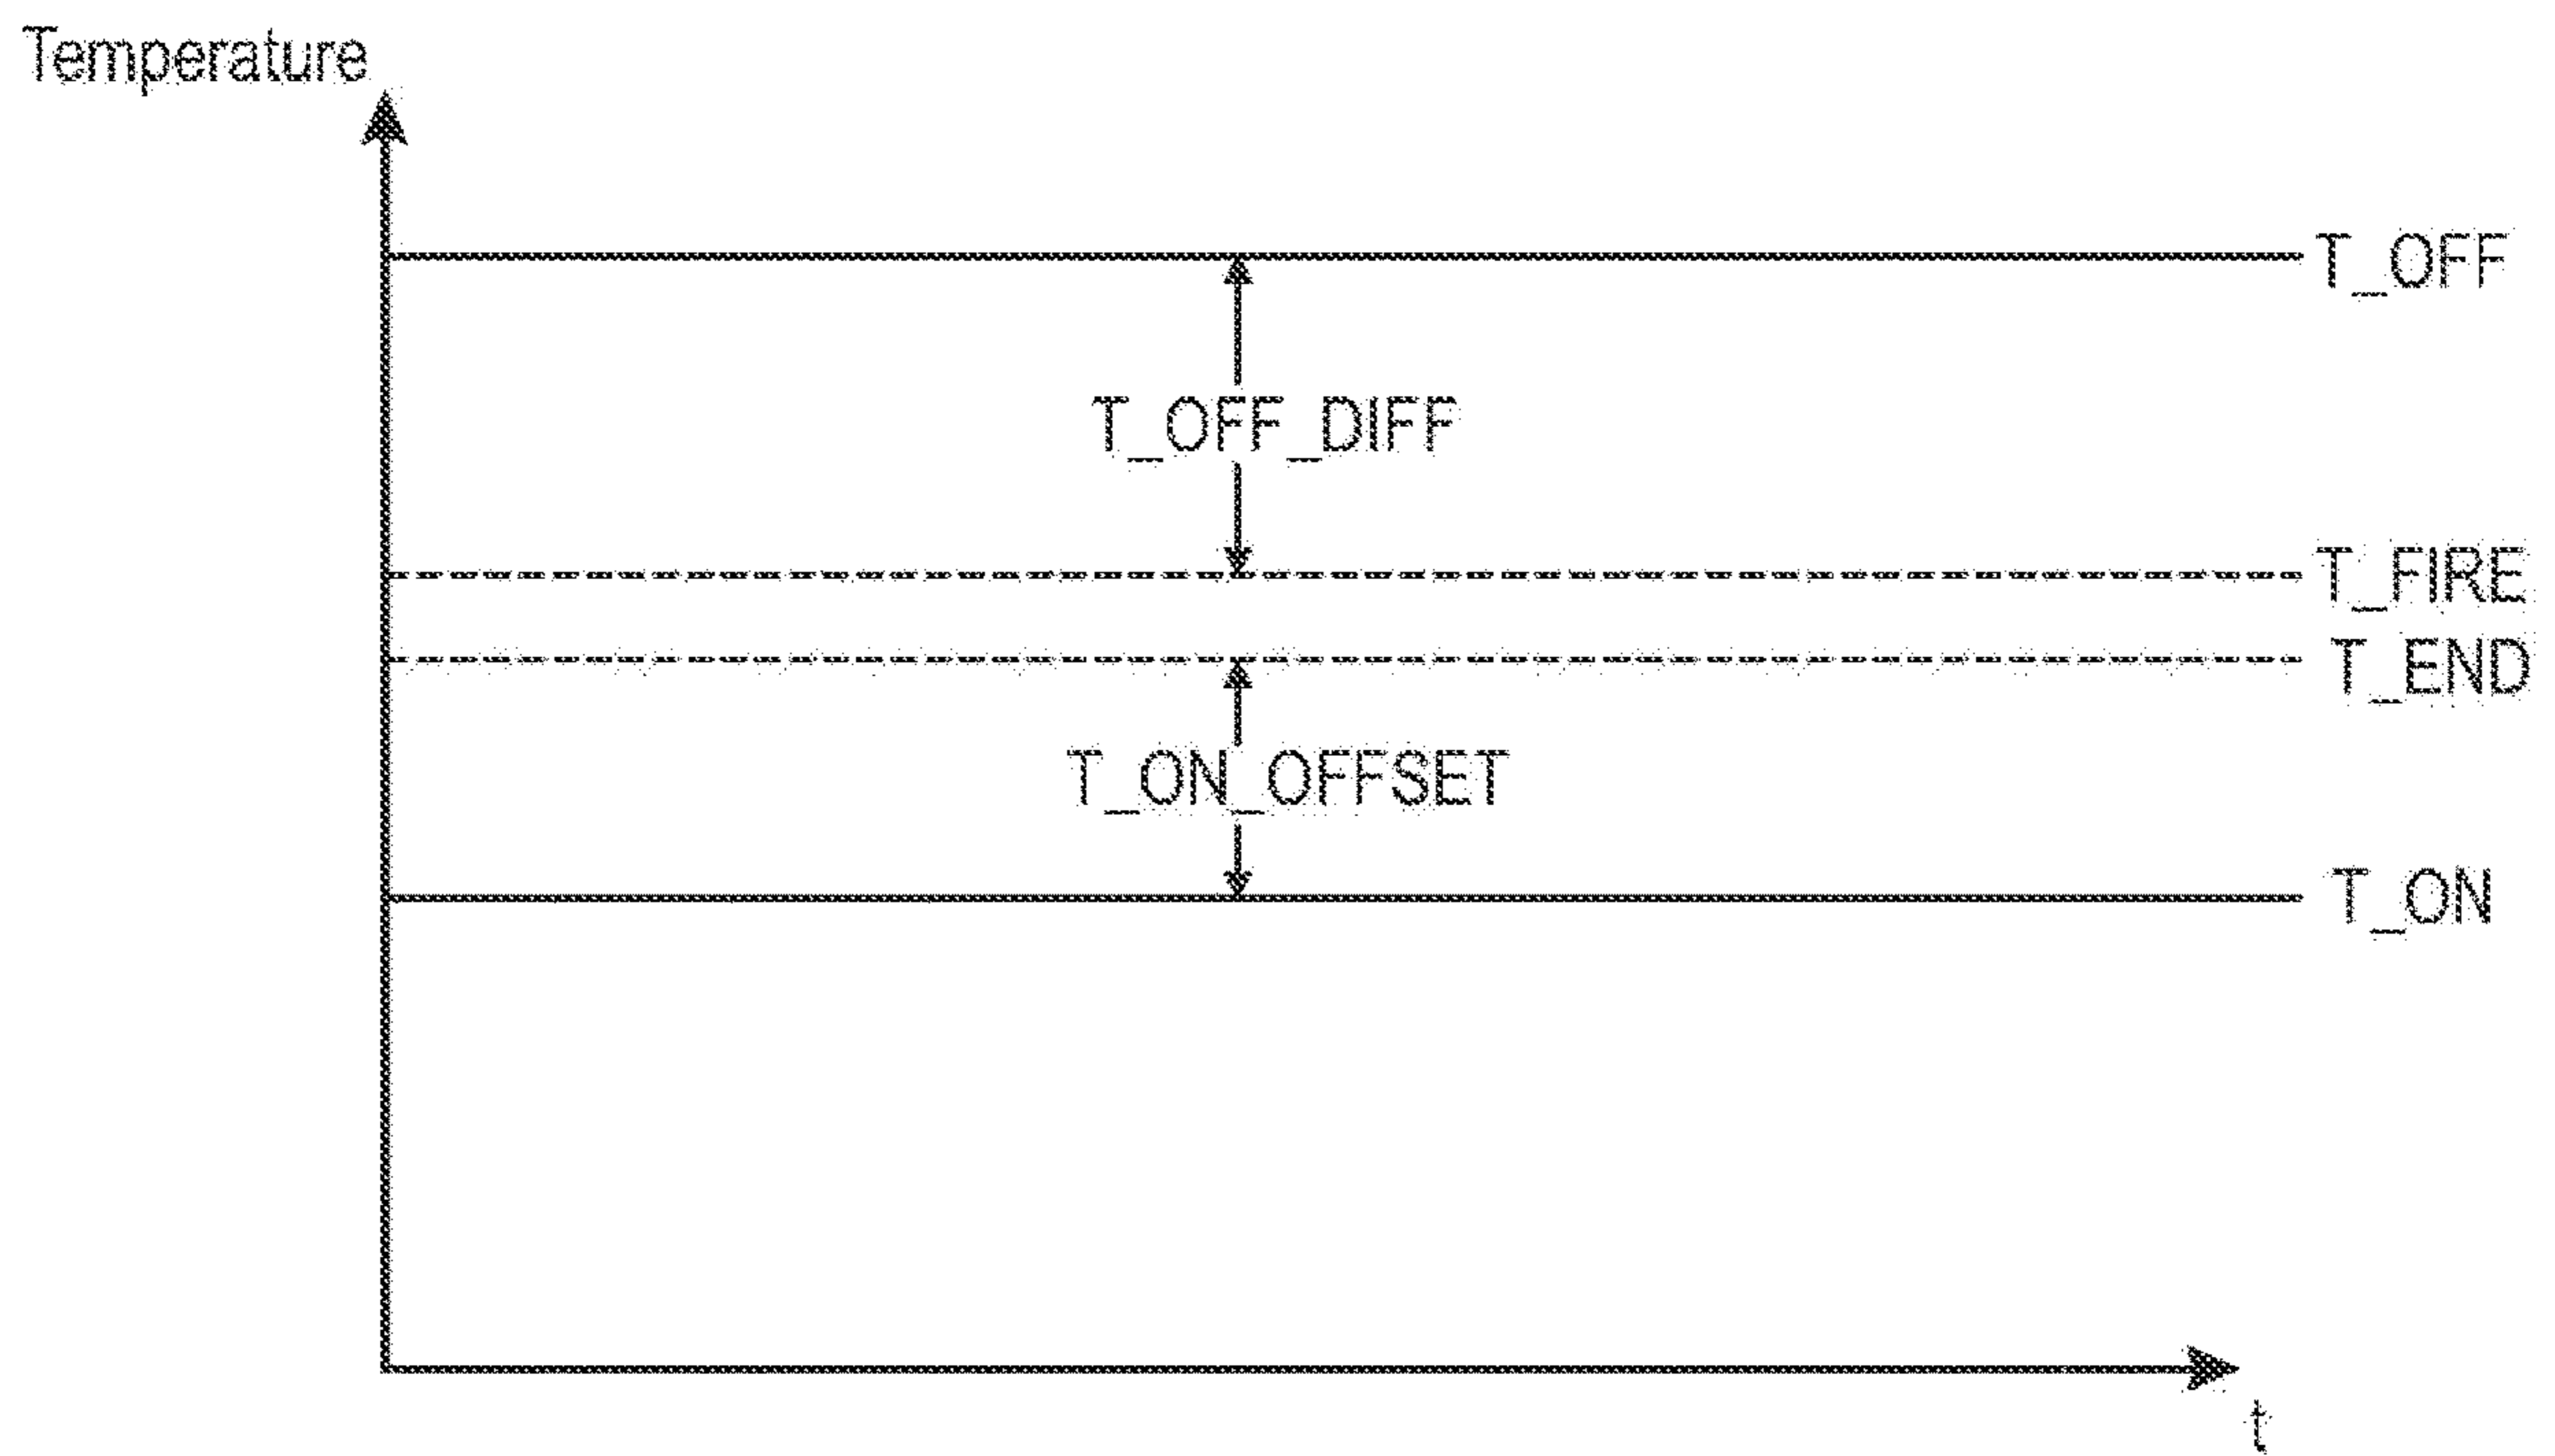 Temperature
T_OFF
T_OFF_DIFF
T_FIRE
T_END
T_ON_OFFSET
T_ON
t